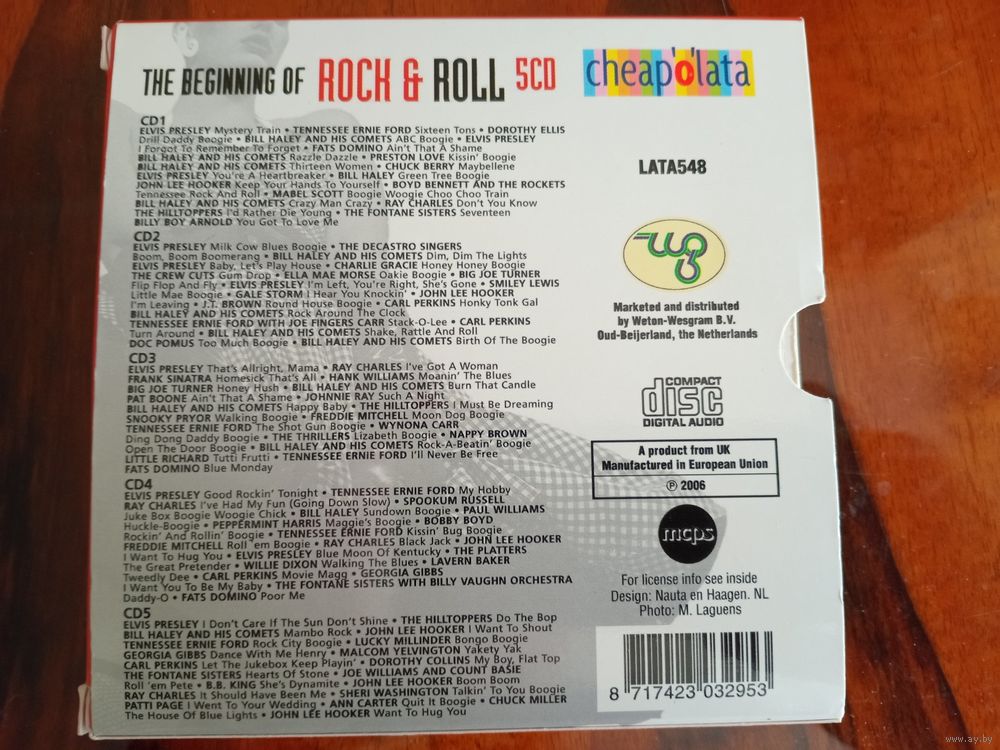 THE BEGINNING OF ROCK & ROLL 5CD
cheap'o'lata
CD1
ELVIS PRESLEY Mystery Train • TENNESSEE ERNIE FORD Sixteen Tons • DOROTHY ELLIS
Drill Daddy Boogie • BILL HALEY AND HIS COMETS ABC Boogie • ELVIS PRESLEY
I Forgot To Remember To Forget • FATS DOMINO Ain't That A Shame
BILL HALEY AND HIS COMETS Razzle Dazzle • PRESTON LOVE Kissin' Boogie
BILL HALEY AND HIS COMETS Thirteen Women • CHUCK BERRY Maybellene
ELVIS PRESLEY You're A Heartbreaker • BILL HALEY Green Tree Boogie
JOHN LEE HOOKER Keep Your Hands To Yourself • BOYD BENNETT AND THE ROCKETS
Tennessee Rock And Roll • MABEL SCOTT Boogie Woogie Choo Choo Train
BILL HALEY AND HIS COMETS Crazy Man Crazy • RAY CHARLES Don't You Know
THE HILLTOPPERS I'd Rather Die Young • THE FONTANE SISTERS Seventeen
BILLY BOY ARNOLD You Got To Love Me
CD2
ELVIS PRESLEY Milk Cow Blues Boogie • THE DECASTRO SINGERS
Boom, Boom Boomerang • BILL HALEY AND HIS COMETS Dim, Dim The Lights
ELVIS PRESLEY Baby, Let's Play House • CHARLIE GRACIE Honey Honey Boogie
THE CREW CUTS Gum Drop • ELLA MAE MORSE Oakie Boogie • BIG JOE TURNER
Flip Flop And Fly • ELVIS PRESLEY I'm Left, You're Right, She's Gone • SMILEY LEWIS
Little Mae Boogie • GALE STORM I Hear You Knockin' • JOHN LEE HOOKER
I'm Leaving • J.T. BROWN Round House Boogie • CARL PERKINS Honky Tonk Gal
BILL HALEY AND HIS COMETS Rock Around The Clock
TENNESSEE ERNIE FORD WITH JOE FINGERS CARR Stack-O-Lee • CARL PERKINS
Turn Around • BILL HALEY AND HIS COMETS Shake, Rattle And Roll
DOC POMUS Too Much Boogie • BILL HALEY AND HIS COMETS Birth Of The Boogie
CD3
ELVIS PRESLEY That's Allright, Mama • RAY CHARLES I've Got A Woman
FRANK SINATRA Homesick That's All • HANK WILLIAMS Moanin' The Blues
BIG JOE TURNER Honey Hush • BILL HALEY AND HIS COMETS Burn That Candle
PAT BOONE Ain't That A Shame • JOHNNIE RAY Such A Night
BILL HALEY AND HIS COMETS Happy Baby • THE HILLTOPPERS I Must Be Dreaming
SNOOKY PRYOR Walking Boogie • FREDDIE MITCHELL Moon Dog Boogie
TENNESSEE ERNIE FORD The Shot Gun Boogie • WYNONA CARR
Ding Dong Daddy Boogie • THE THRILLERS Lizabeth Boogie • NAPPY BROWN
Open The Door Boogie • BILL HALEY AND HIS COMETS Rock-A-Beatin' Boogie
LITTLE RICHARD Tutti Frutti • TENNESSEE ERNIE FORD I'll Never Be Free
FATS DOMINO Blue Monday
CD4
ELVIS PRESLEY Good Rockin' Tonight • TENNESSEE ERNIE FORD My Hobby
RAY CHARLES I've Had My Fun (Going Down Slow) • SPOOKUM RUSSELL
Juke Box Boogie Woogie Chick • BILL HALEY Sundown Boogie • PAUL WILLIAMS
Huckle-Boogie • PEPPERMINT HARRIS Maggie's Boogie • BOBBY BOYD
Rockin' And Rollin' Boogie • TENNESSEE ERNIE FORD Kissin' Bug Boogie
FREDDIE MITCHELL Roll 'em Boogie • RAY CHARLES Black Jack • JOHN LEE HOOKER
I Want To Hug You • ELVIS PRESLEY Blue Moon Of Kentucky • THE PLATTERS
The Great Pretender • WILLIE DIXON Walking The Blues • LAVERN BAKER
Tweedly Dee • CARL PERKINS Movie Magg • GEORGIA GIBBS
I Want You To Be My Baby • THE FONTANE SISTERS WITH BILLY VAUGHN ORCHESTRA
Daddy-O • FATS DOMINO Poor Me
CD5
ELVIS PRESLEY I Don't Care If The Sun Don't Shine • THE HILLTOPPERS Do The Bop
BILL HALEY AND HIS COMETS Mambo Rock • JOHN LEE HOOKER I Want To Shout
TENNESSEE ERNIE FORD Rock City Boogie • LUCKY MILLINDER Bongo Boogie
GEORGIA GIBBS Dance With Me Henry • MALCOM YELVINGTON Yakety Yak
CARL PERKINS Let The Jukebox Keep Playin' • DOROTHY COLLINS My Boy, Flat Top
THE FONTANE SISTERS Hearts Of Stone • JOE WILLIAMS AND COUNT BASIE
Roll 'em Pete • B.B. KING She's Dynamite • JOHN LEE HOOKER Boom Boom
RAY CHARLES It Should Have Been Me • SHERI WASHINGTON Talkin' To You Boogie
PATTI PAGE I Went To Your Wedding • ANN CARTER Quit It Boogie • CHUCK MILLER
The House Of Blue Lights • JOHN LEE HOOKER Want To Hug You
LATA548
Marketed and distributed
by Weton-Wesgram B.V.
Oud-Beijerland, the Netherlands
COMPACT
disc
DIGITAL AUDIO
A product from UK
Manufactured in European Union
℗ 2006
mcps
For license info see inside
Design: Nauta en Haagen. NL
Photo: M. Laguens
8 717423 032953
www.ay.by